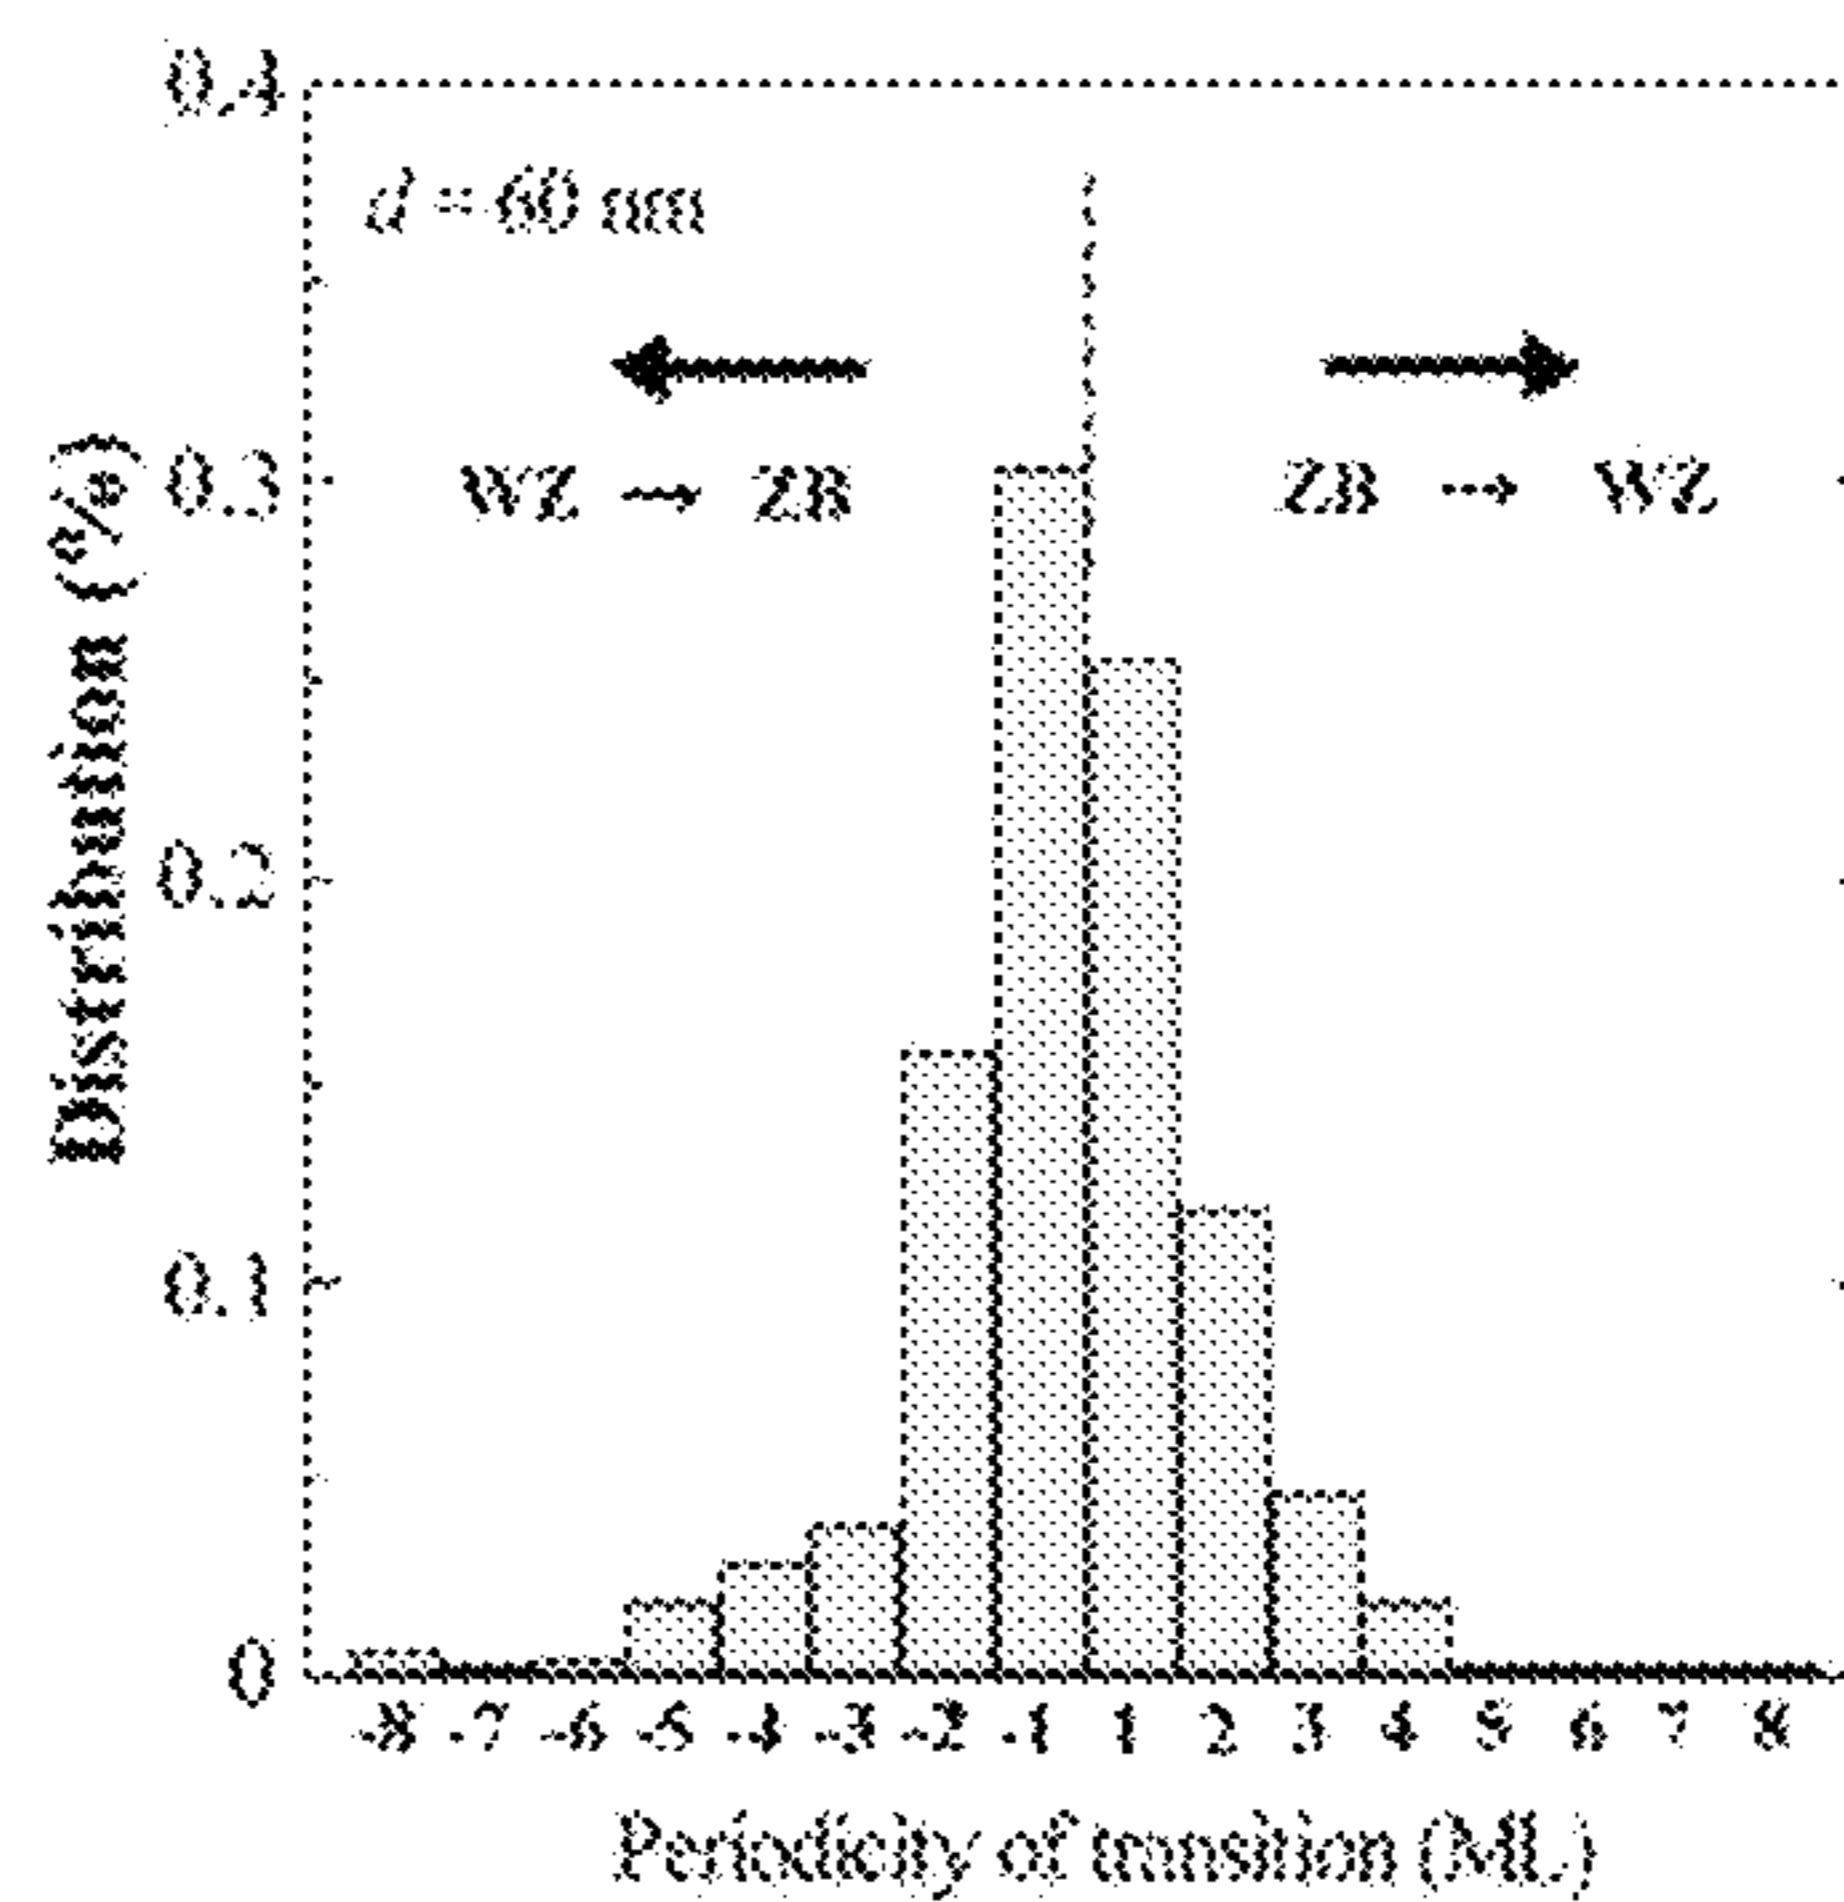 0.4
d = 60 nm
Distribution (%)
0.3
WZ → ZB
ZB → WZ
0.2
0.1
0
-8 -7 -6 -5 -4 -3 -2 -1 1 2 3 4 5 6 7 8
Periodicity of transition (ML)